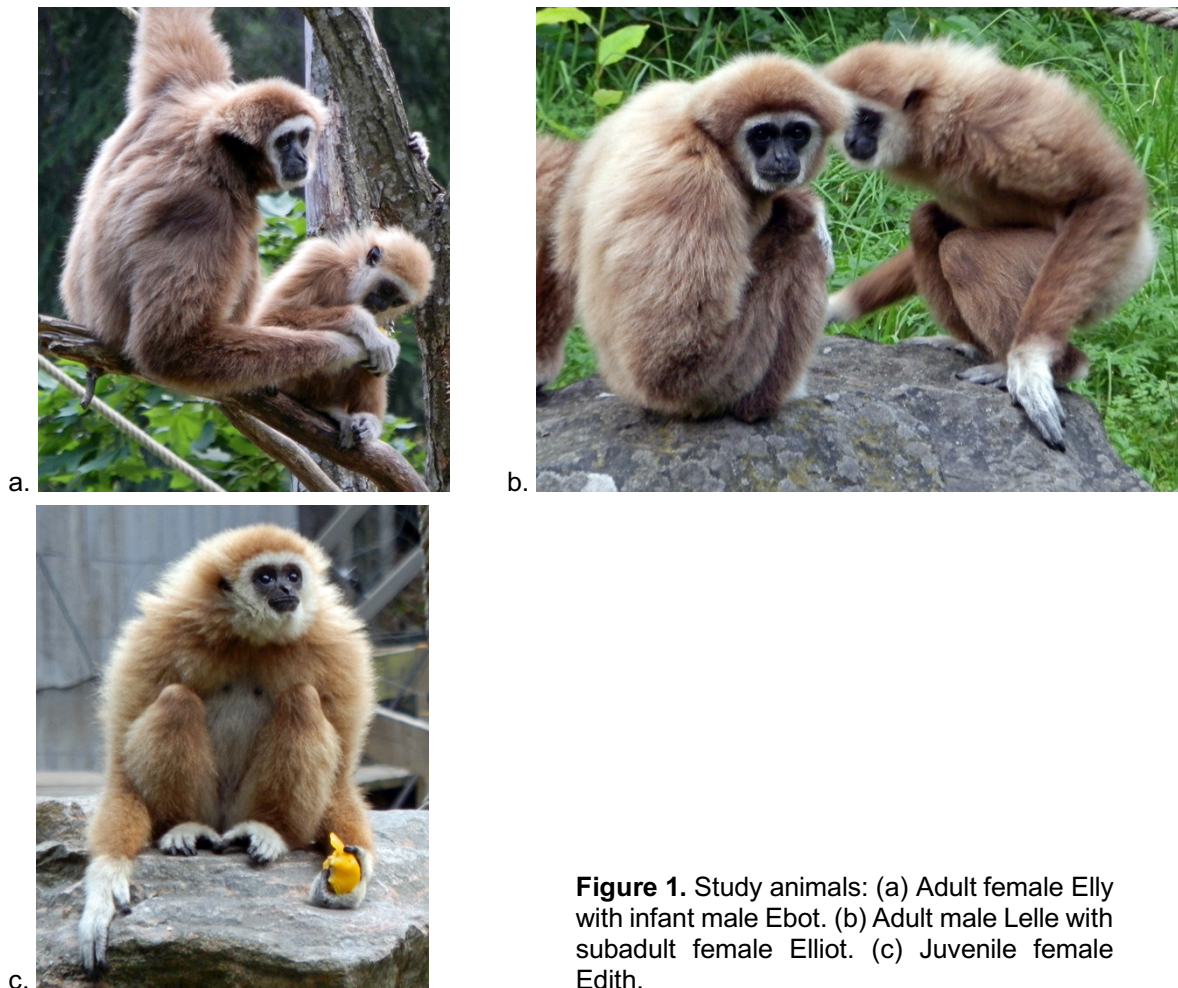 a.
b.
c.
Figure 1. Study animals: (a) Adult female Elly
with infant male Ebot. (b) Adult male Lelle with
subadult female Elliot. (c) Juvenile female
Edith.